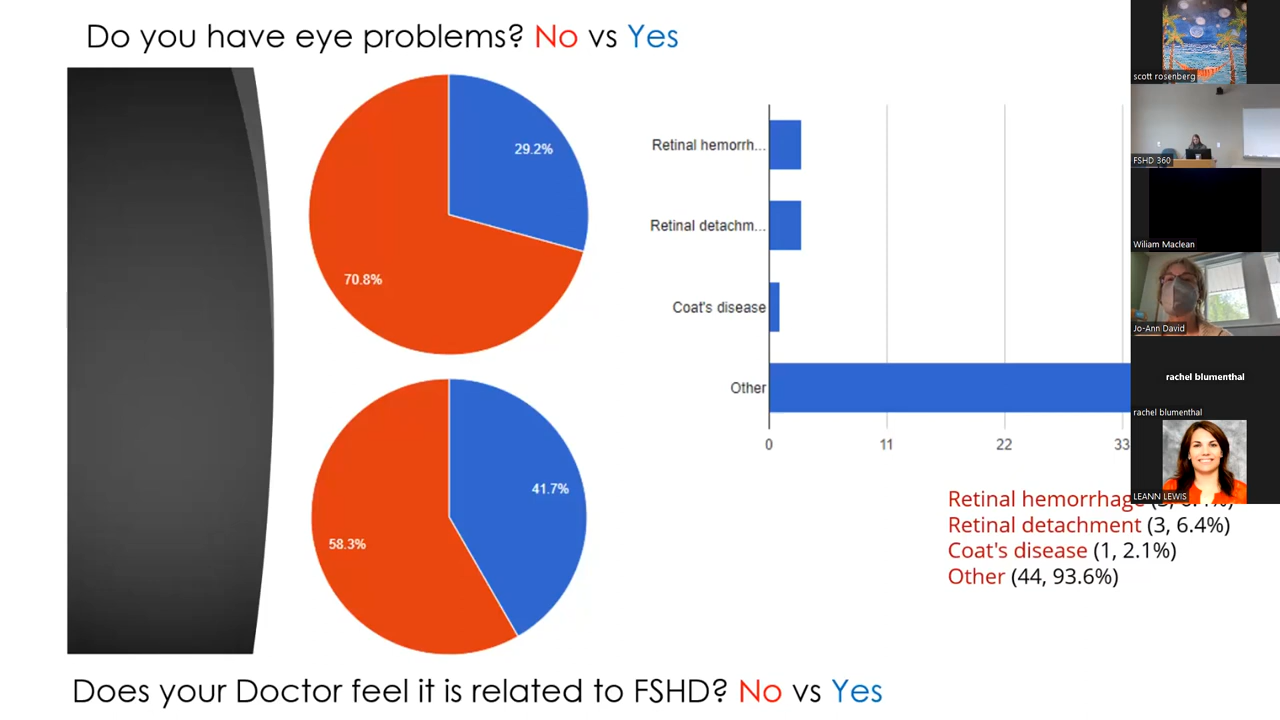 Do you have eye problems? No vs Yes
29.2%
70.8%
41.7%
58.3%
Retinal hemorrh...
Retinal detachm...
Coat's disease
Other
0 11 22 33
Retinal hemorrhage
Retinal detachment (3, 6.4%)
Coat's disease (1, 2.1%)
Other (44, 93.6%)
Does your Doctor feel it is related to FSHD? No vs Yes
scott rosenberg
FSHD 360
Wiliam Maclean
Jo-Ann David
rachel blumenthal
rachel blumenthal
LEANN LEWIS